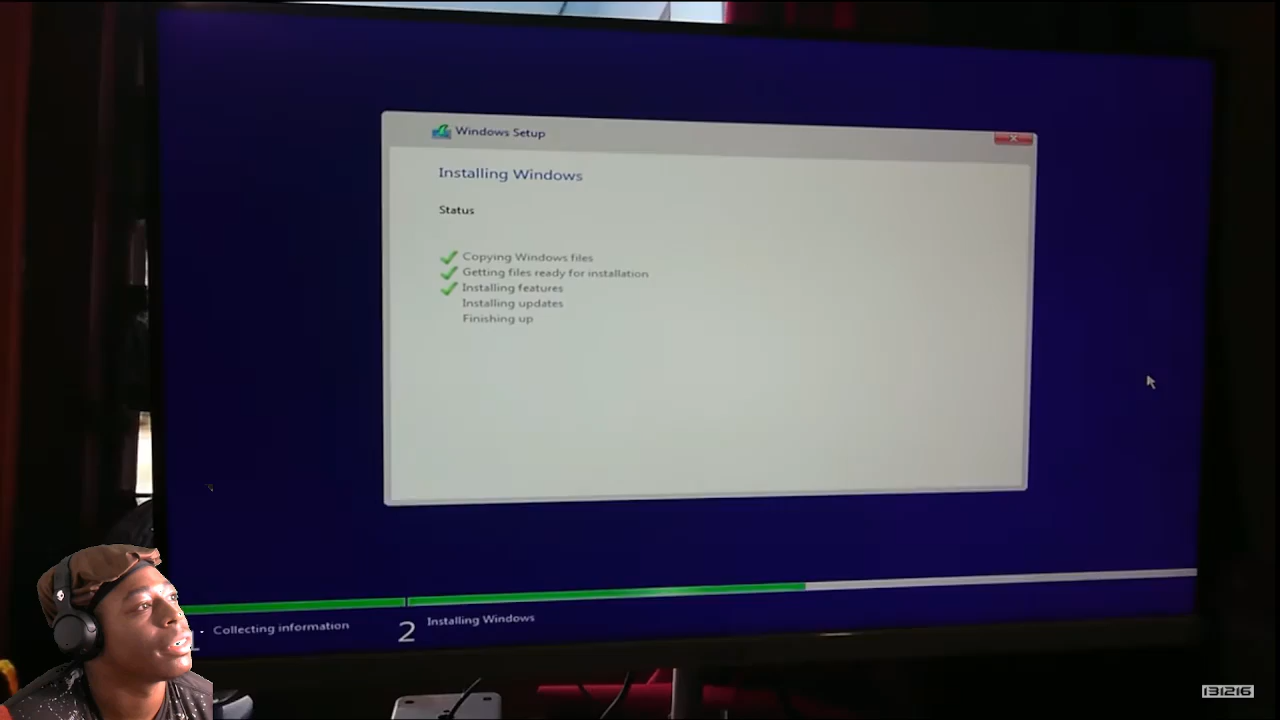 Windows Setup
Installing Windows
Status
Copying Windows files
Getting files ready for installation
Installing features
Installing updates
Finishing up
Collecting information
2 Installing Windows
131216